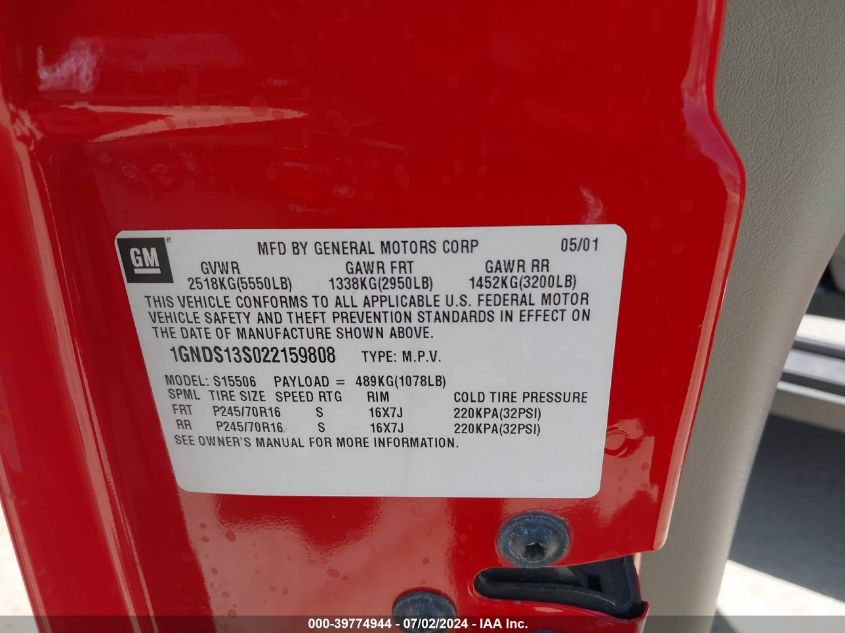 GM
MFD BY GENERAL MOTORS CORP 05/01
GVWR GAWR FRT GAWR RR
2518KG(5550LB) 1338KG(2950LB) 1452KG(3200LB)
THIS VEHICLE CONFORMS TO ALL APPLICABLE U.S. FEDERAL MOTOR
VEHICLE SAFETY AND THEFT PREVENTION STANDARDS IN EFFECT ON
THE DATE OF MANUFACTURE SHOWN ABOVE.
1GNDS13S022159808 TYPE: M.P.V.
MODEL: S15506 PAYLOAD = 489KG(1078LB)
SPML TIRE SIZE SPEED RTG RIM COLD TIRE PRESSURE
FRT P245/70R16 S 16X7J 220KPA(32PSI)
RR P245/70R16 S 16X7J 220KPA(32PSI)
SEE OWNER'S MANUAL FOR MORE INFORMATION.
000-39774944 / 07/02/2024 - IAA Inc.